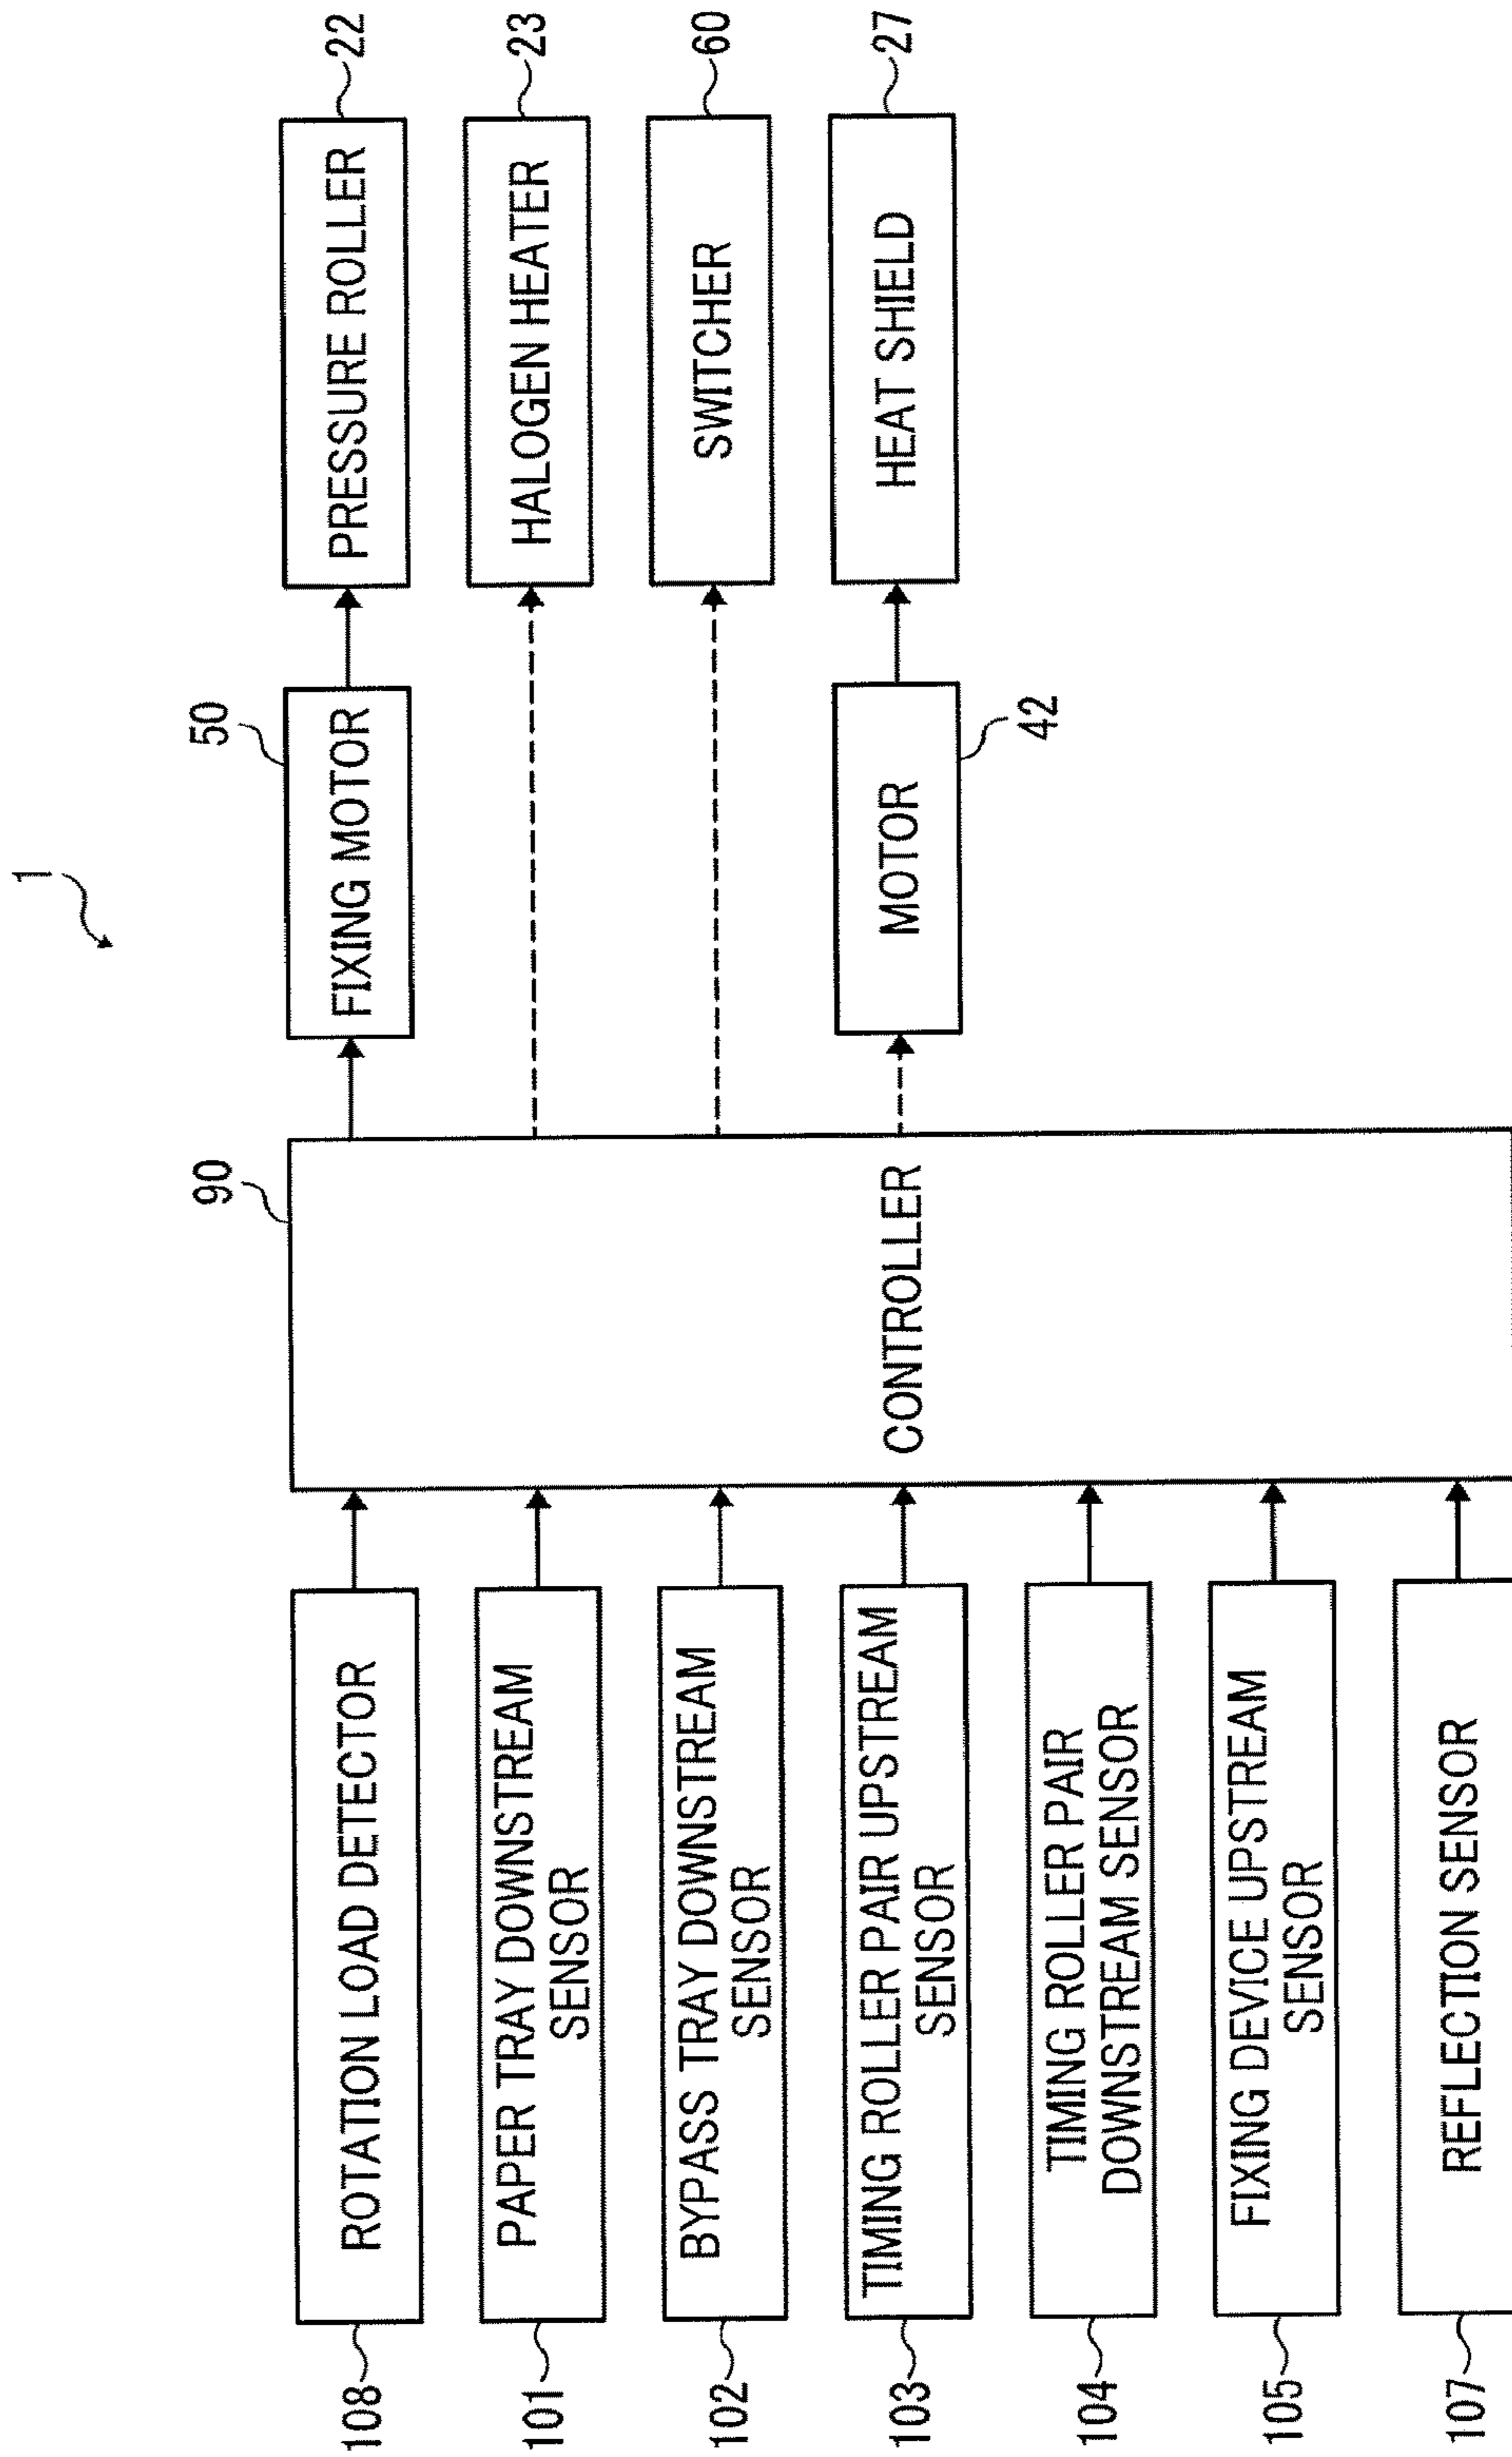 1
108
ROTATION LOAD DETECTOR
101
PAPER TRAY DOWNSTREAM
SENSOR
102
BYPASS TRAY DOWNSTREAM
SENSOR
103
TIMING ROLLER PAIR UPSTREAM
SENSOR
104
TIMING ROLLER PAIR
DOWNSTREAM SENSOR
105
FIXING DEVICE UPSTREAM
SENSOR
107
REFLECTION SENSOR
90
CONTROLLER
50
FIXING MOTOR
MOTOR
42
PRESSURE ROLLER
22
HALOGEN HEATER
23
SWITCHER
60
HEAT SHIELD
27